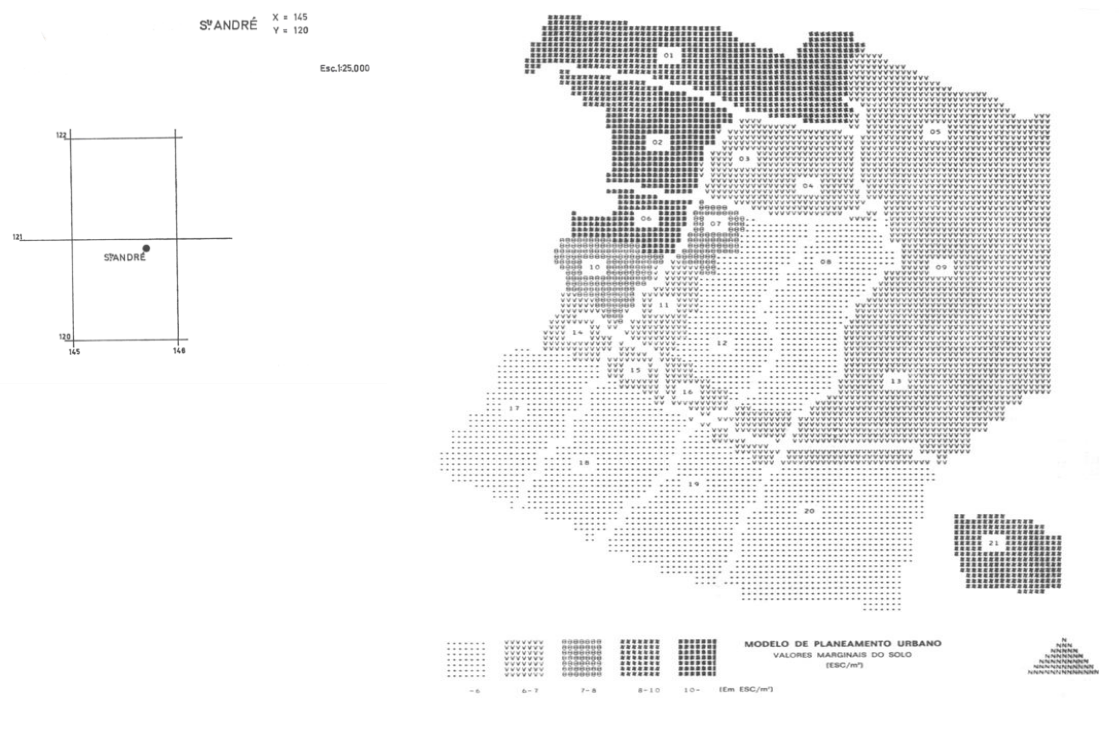 STº ANDRÉ
X = 145
Y = 120
Esc.1:25.000
122
121
STº ANDRÉ
120
145 146
01
02
03
04
05
06
07
08
09
10
11
12
13
14
15
16
17
18
19
20
21
MODELO DE PLANEAMENTO URBANO
VALORES MARGINAIS DO SOLO
(ESC/m²)
-6 6-7 7-8 8-10 10- (Em ESC/m²)
N